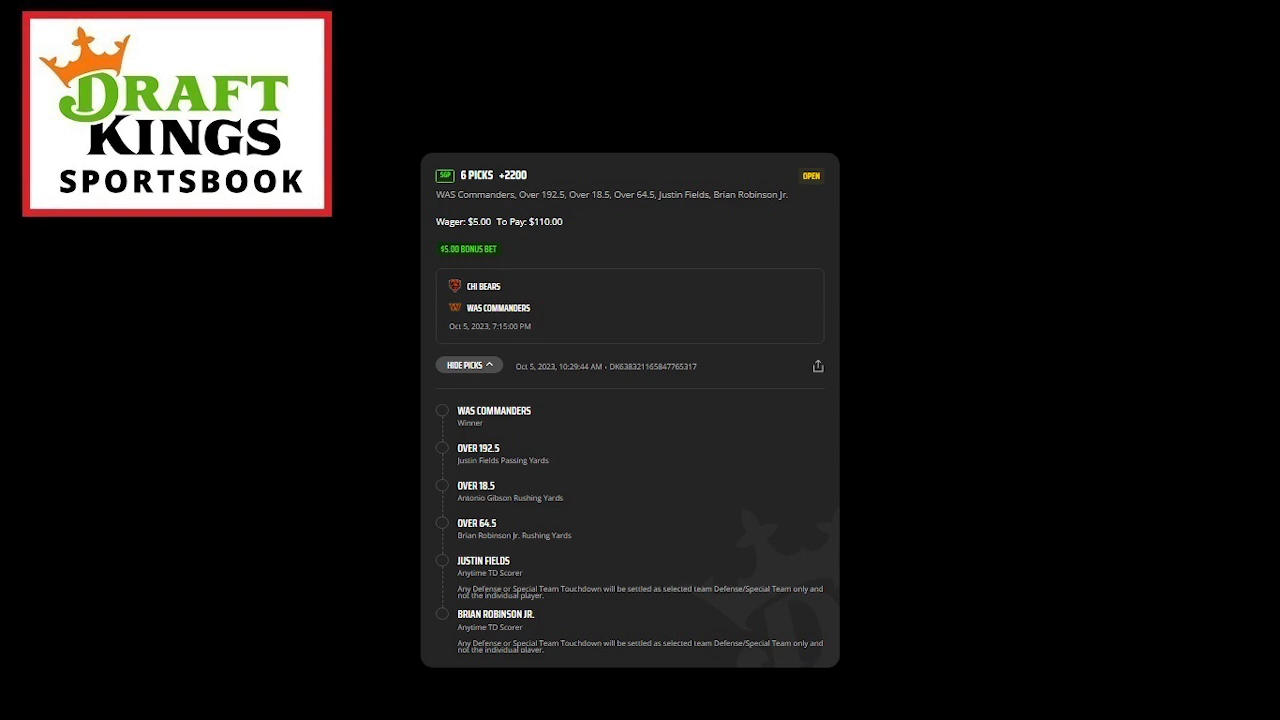 DRAFT
KINGS
SPORTSBOOK
SGP 6 PICKS +2200 OPEN
WAS Commanders, Over 192.5, Over 18.5, Over 64.5, Justin Fields, Brian Robinson Jr.
Wager: $5.00 To Pay: $110.00
$5.00 BONUS BET
CHI BEARS
WAS COMMANDERS
Oct 5, 2023, 7:15:00 PM
HIDE PICKS Oct 5, 2023, 10:29:44 AM • DK638321165847765317
WAS COMMANDERS
Winner
OVER 192.5
Justin Fields Passing Yards
OVER 18.5
Antonio Gibson Rushing Yards
OVER 64.5
Brian Robinson Jr. Rushing Yards
JUSTIN FIELDS
Anytime TD Scorer
Any Defense or Special Team Touchdown will be settled as selected team Defense/Special Team only and
not the individual player.
BRIAN ROBINSON JR.
Anytime TD Scorer
Any Defense or Special Team Touchdown will be settled as selected team Defense/Special Team only and
not the individual player.